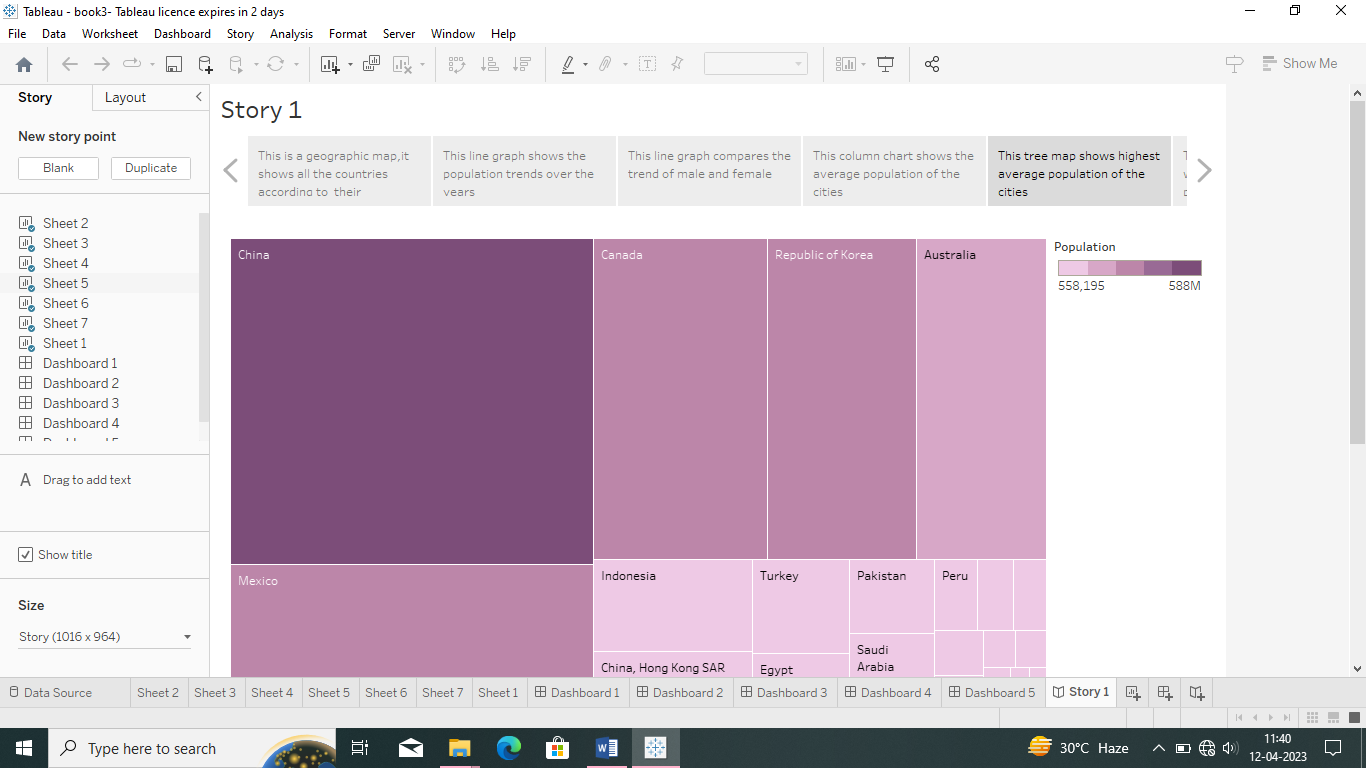 Tableau - book3- Tableau licence expires in 2 days
File Data Worksheet Dashboard Story Analysis Format Server Window Help
Show Me
Story Layout
New story point
Blank Duplicate
Sheet 2
Sheet 3
Sheet 4
Sheet 5
Sheet 6
Sheet 7
Sheet 1
Dashboard 1
Dashboard 2
Dashboard 3
Dashboard 4
A Drag to add text
Show title
Size
Story (1016 x 964)
Story 1
This is a geographic map,it
shows all the countries
according to their
This line graph shows the
population trends over the
years
This line graph compares the
trend of male and female
This column chart shows the
average population of the
cities
This tree map shows highest
average population of the
cities
China
Canada
Republic of Korea
Australia
Mexico
Indonesia
Turkey
Pakistan
Peru
China, Hong Kong SAR
Egypt
Saudi
Arabia
Population
558,195 588M
Data Source Sheet 2 Sheet 3 Sheet 4 Sheet 5 Sheet 6 Sheet 7 Sheet 1 Dashboard 1 Dashboard 2 Dashboard 3 Dashboard 4 Dashboard 5 Story 1
Type here to search
30°C Haze
11:40
12-04-2023